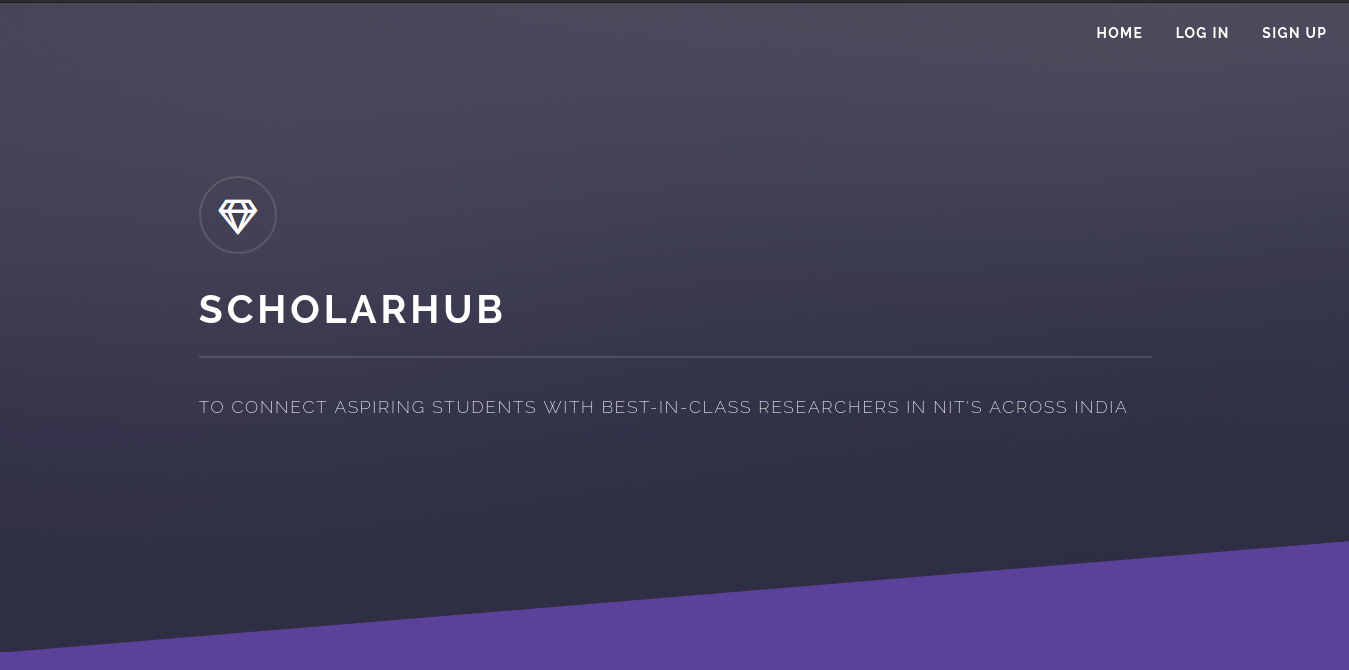 HOME LOG IN SIGN UP
SCHOLARHUB
TO CONNECT ASPIRING STUDENTS WITH BEST-IN-CLASS RESEARCHERS IN NIT'S ACROSS INDIA